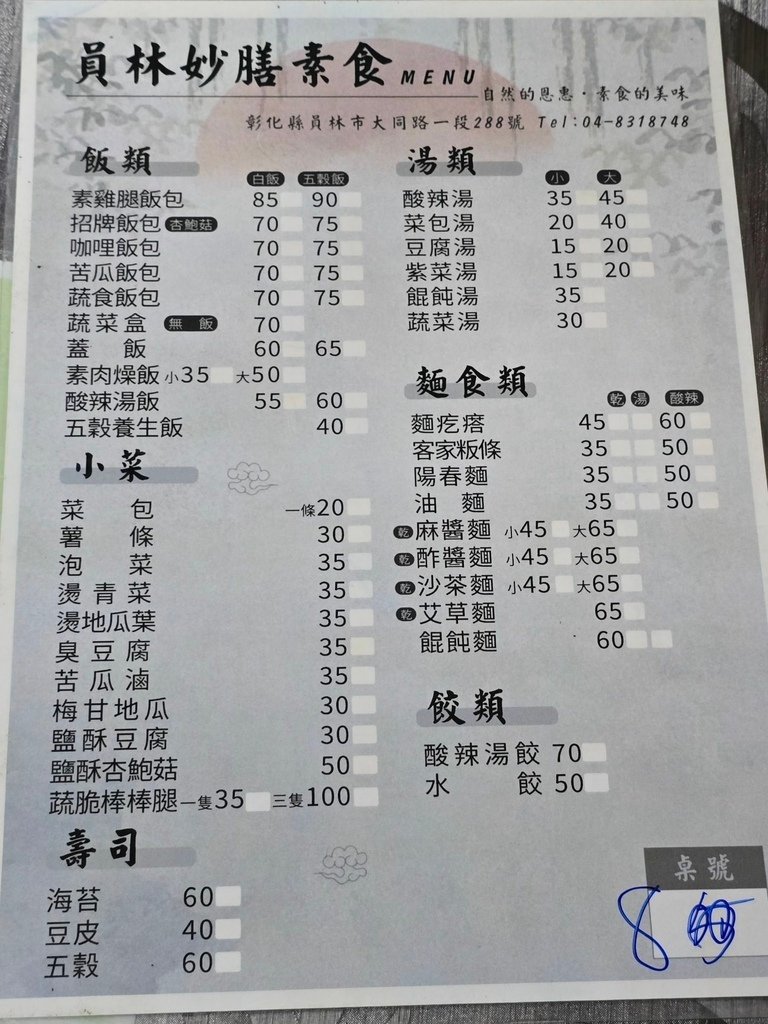 員林妙膳素食 MENU
自然的恩惠·素食的美味
彰化縣員林市大同路一段288號 Tel:04-8318748
飯類
白飯 五穀飯
素雞腿飯包 85 90
招牌飯包 杏鮑菇 70 75
咖哩飯包 70 75
苦瓜飯包 70 75
蔬食飯包 70 75
蔬菜盒 無飯 70
蓋飯 60 65
素肉燥飯 小35 大50
酸辣湯飯 55 60
五穀養生飯 40
小菜
菜包 一條20
薯條 30
泡菜 35
燙青菜 35
燙地瓜葉 35
臭豆腐 35
苦瓜滷 35
梅甘地瓜 30
鹽酥豆腐 30
鹽酥杏鮑菇 50
蔬脆棒棒腿 一隻35 三隻100
壽司
海苔 60
豆皮 40
五穀 60
湯類
小 大
酸辣湯 35 45
菜包湯 20 40
豆腐湯 15 20
紫菜湯 15 20
餛飩湯 35
蔬菜湯 30
麵食類
乾 湯 酸辣
麵疙瘩 45 60
客家粄條 35 50
陽春麵 35 50
油麵 35 50
乾 麻醬麵 小45 大65
乾 酢醬麵 小45 大65
乾 沙茶麵 小45 大65
乾 艾草麵 65
餛飩麵 60
餃類
酸辣湯餃 70
水餃 50
桌號
8